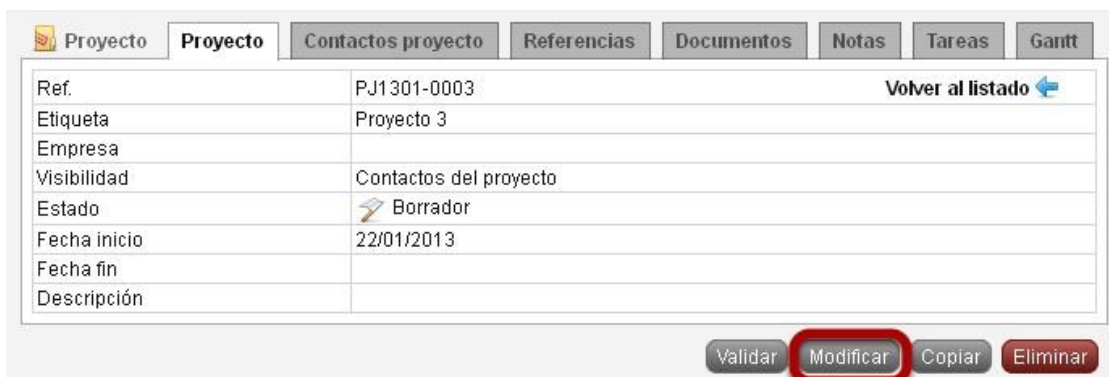 Proyecto Proyecto Contactos proyecto Referencias Documentos Notas Tareas Gantt
Ref. PJ1301-0003 Volver al listado
Etiqueta Proyecto 3
Empresa
Visibilidad Contactos del proyecto
Estado Borrador
Fecha inicio 22/01/2013
Fecha fin
Descripción
Validar Modificar Copiar Eliminar